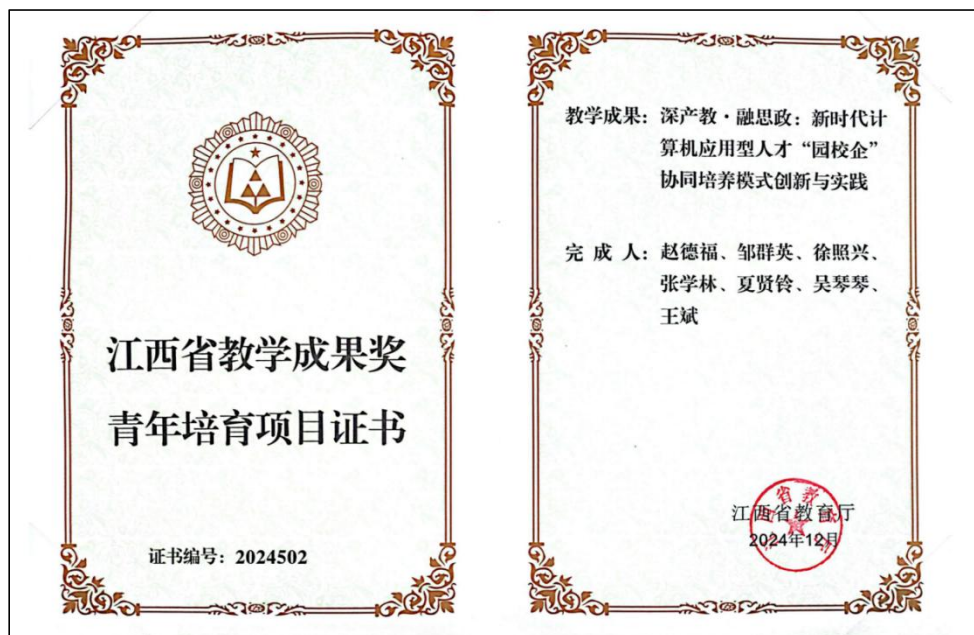 江西省教学成果奖
青年培育项目证书
证书编号：2024502
教学成果：深产教·融思政：新时代计
算机应用型人才“园校企”
协同培养模式创新与实践
完 成 人：赵德福、邹群英、徐照兴、
张学林、夏贤铃、吴琴琴、
王斌
江西省教育厅
2024年12月